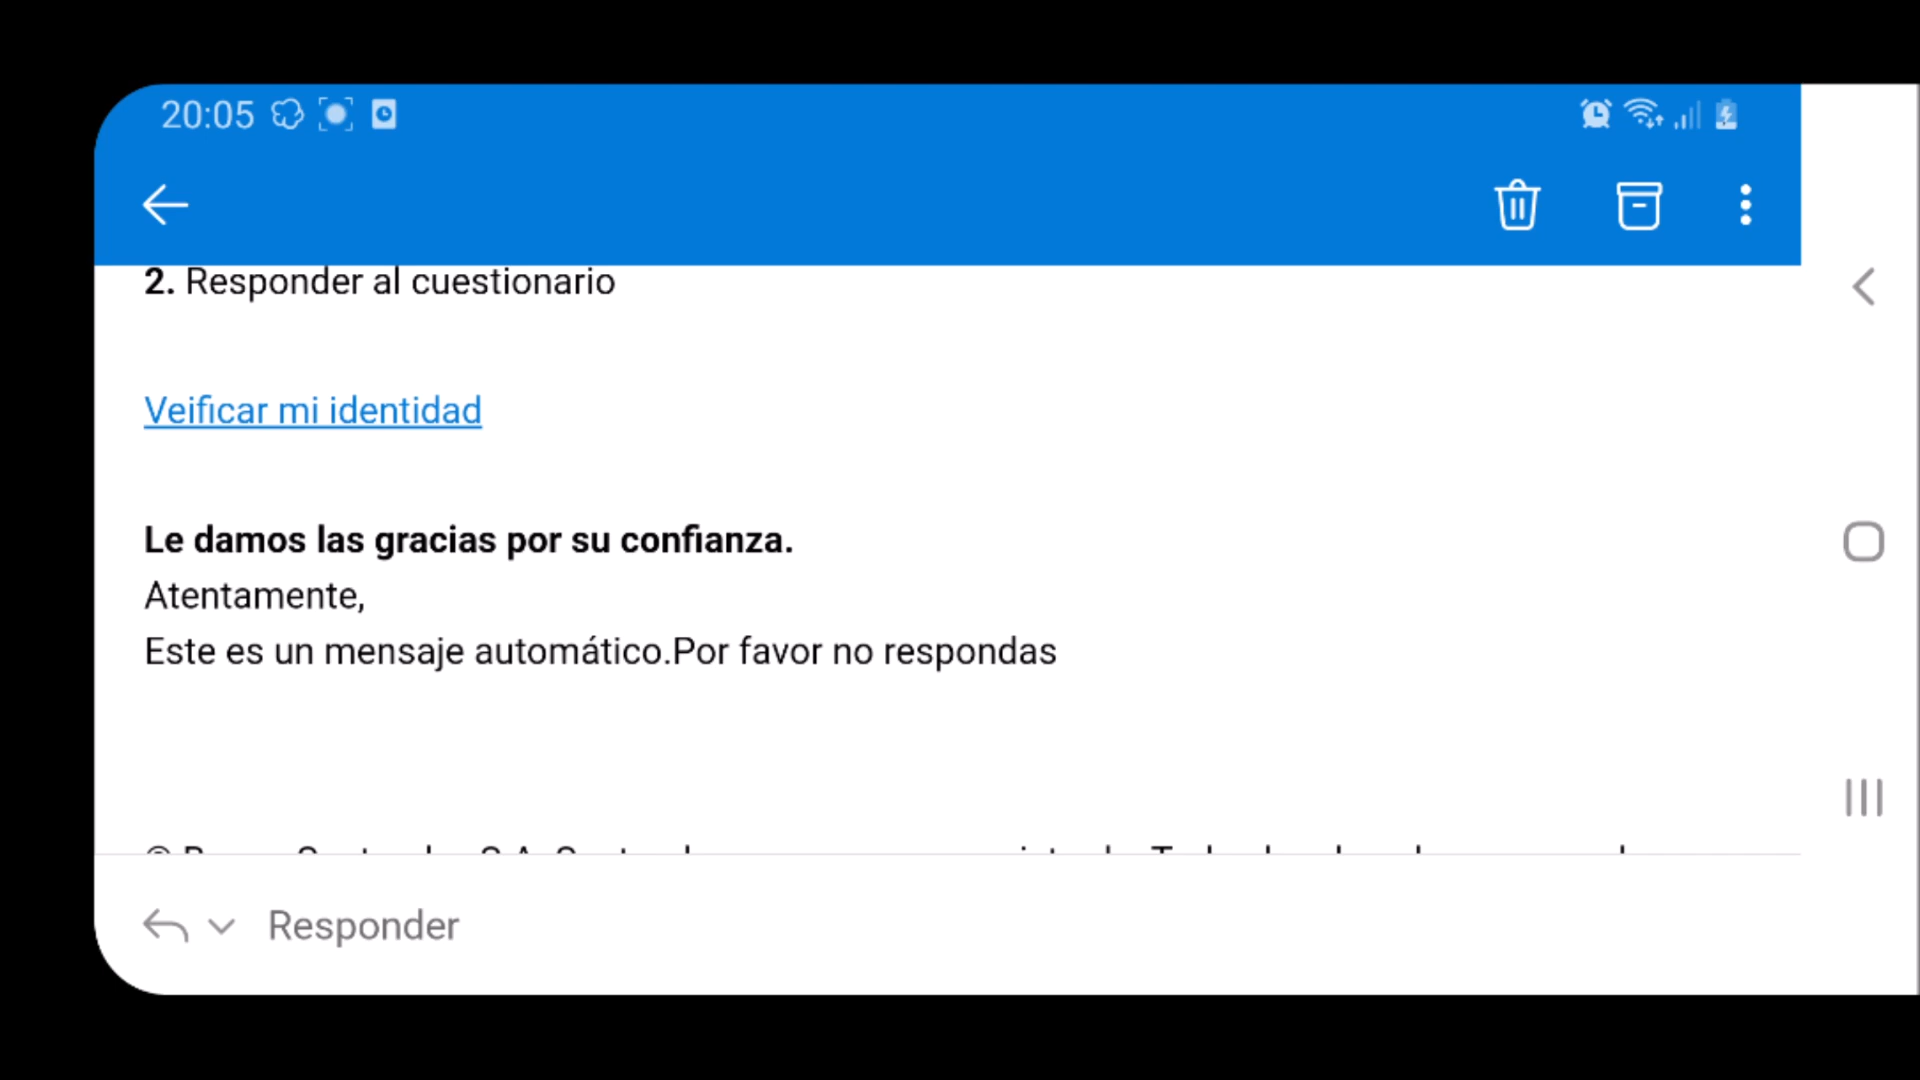 20:05
2. Responder al cuestionario
Veificar mi identidad
Le damos las gracias por su confianza.
Atentamente,
Este es un mensaje automático.Por favor no respondas
Responder